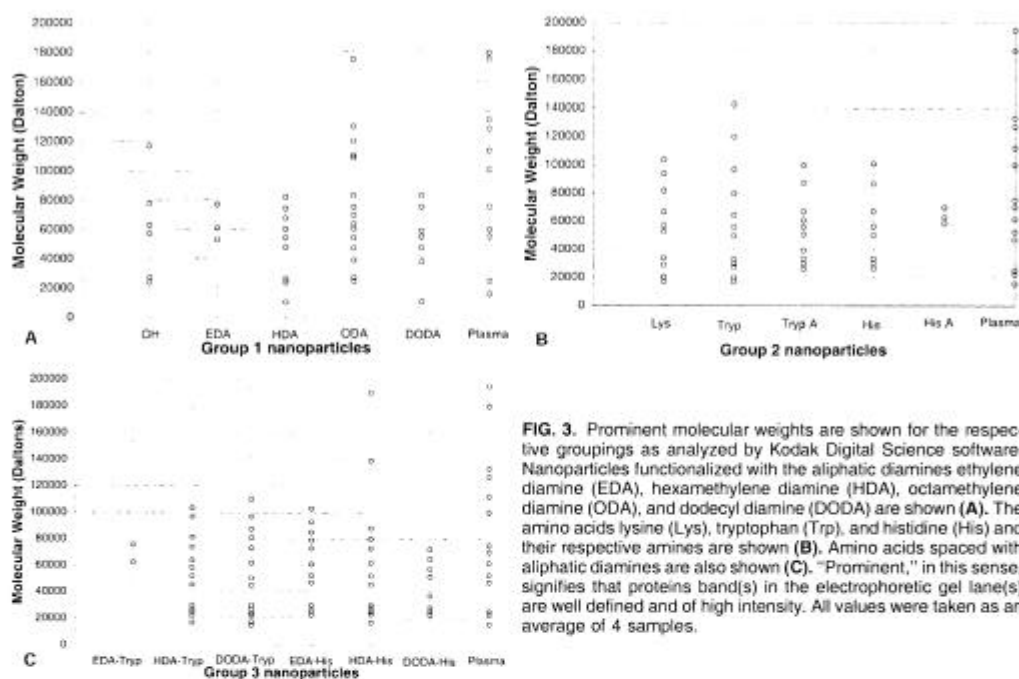 200000
180000
160000
140000
120000
100000
80000
60000
40000
20000
0
Molecular Weight (Dalton)
OH EDA HDA ODA DODA Plasma
A Group 1 nanoparticles
200000
180000
160000
140000
120000
100000
80000
60000
40000
20000
0
Molecular Weight (Dalton)
Lys Tryp Tryp A His His A Plasma
B
Group 2 nanoparticles
200000
180000
160000
140000
120000
100000
80000
60000
40000
20000
0
Molecular Weight (Daltons)
EDA-Tryp HDA-Tryp DODA-Tryp EDA-His HDA-His DODA-His Plasma
C Group 3 nanoparticles
FIG. 3. Prominent molecular weights are shown for the respec
tive groupings as analyzed by Kodak Digital Science software
Nanoparticles functionalized with the aliphatic diamines ethylene
diamine (EDA), hexamethylene diamine (HDA), octamethylene
diamine (ODA), and dodecyl diamine (DODA) are shown (A). The
amino acids lysine (Lys), tryptophan (Trp), and histidine (His) and
their respective amines are shown (B). Amino acids spaced with
aliphatic diamines are also shown (C). "Prominent," in this sense
signifies that proteins band(s) in the electrophoretic gel lane(s)
are well defined and of high intensity. All values were taken as an
average of 4 samples.